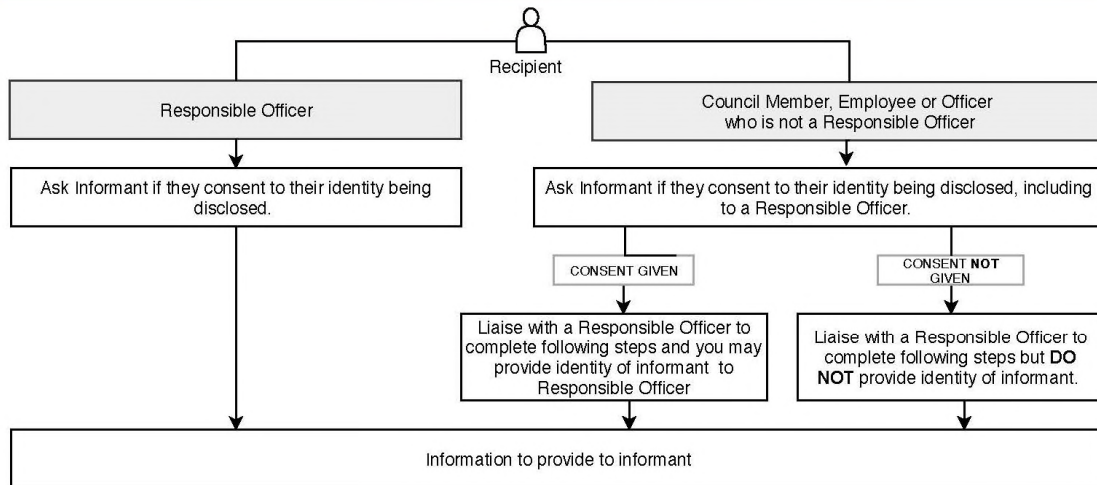 Recipient
Responsible Officer
Council Member, Employee or Officer
who is not a Responsible Officer
Ask Informant if they consent to their identity being
disclosed.
Ask Informant if they consent to their identity being disclosed, including
to a Responsible Officer.
CONSENT GIVEN
CONSENT NOT
GIVEN
Liaise with a Responsible Officer to
complete following steps and you may
provide identity of informant to
Responsible Officer
Liaise with a Responsible Officer to
complete following steps but DO
NOT provide identity of informant.
Information to provide to informant